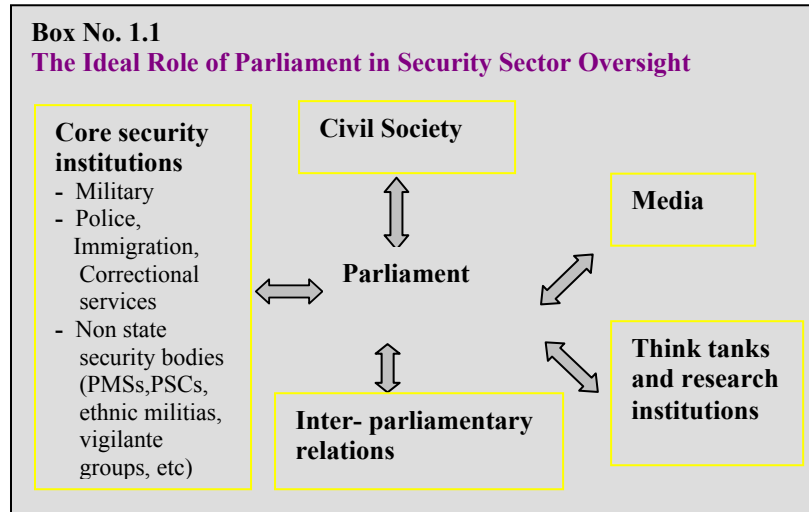 Box No. 1.1
The Ideal Role of Parliament in Security Sector Oversight
Core security
institutions
- Military
- Police,
Immigration,
Correctional
services
- Non state
security bodies
(PMSs,PSCs,
ethnic militias,
vigilante
groups, etc)
Civil Society
Media
Parliament
Think tanks
and research
institutions
Inter- parliamentary
relations